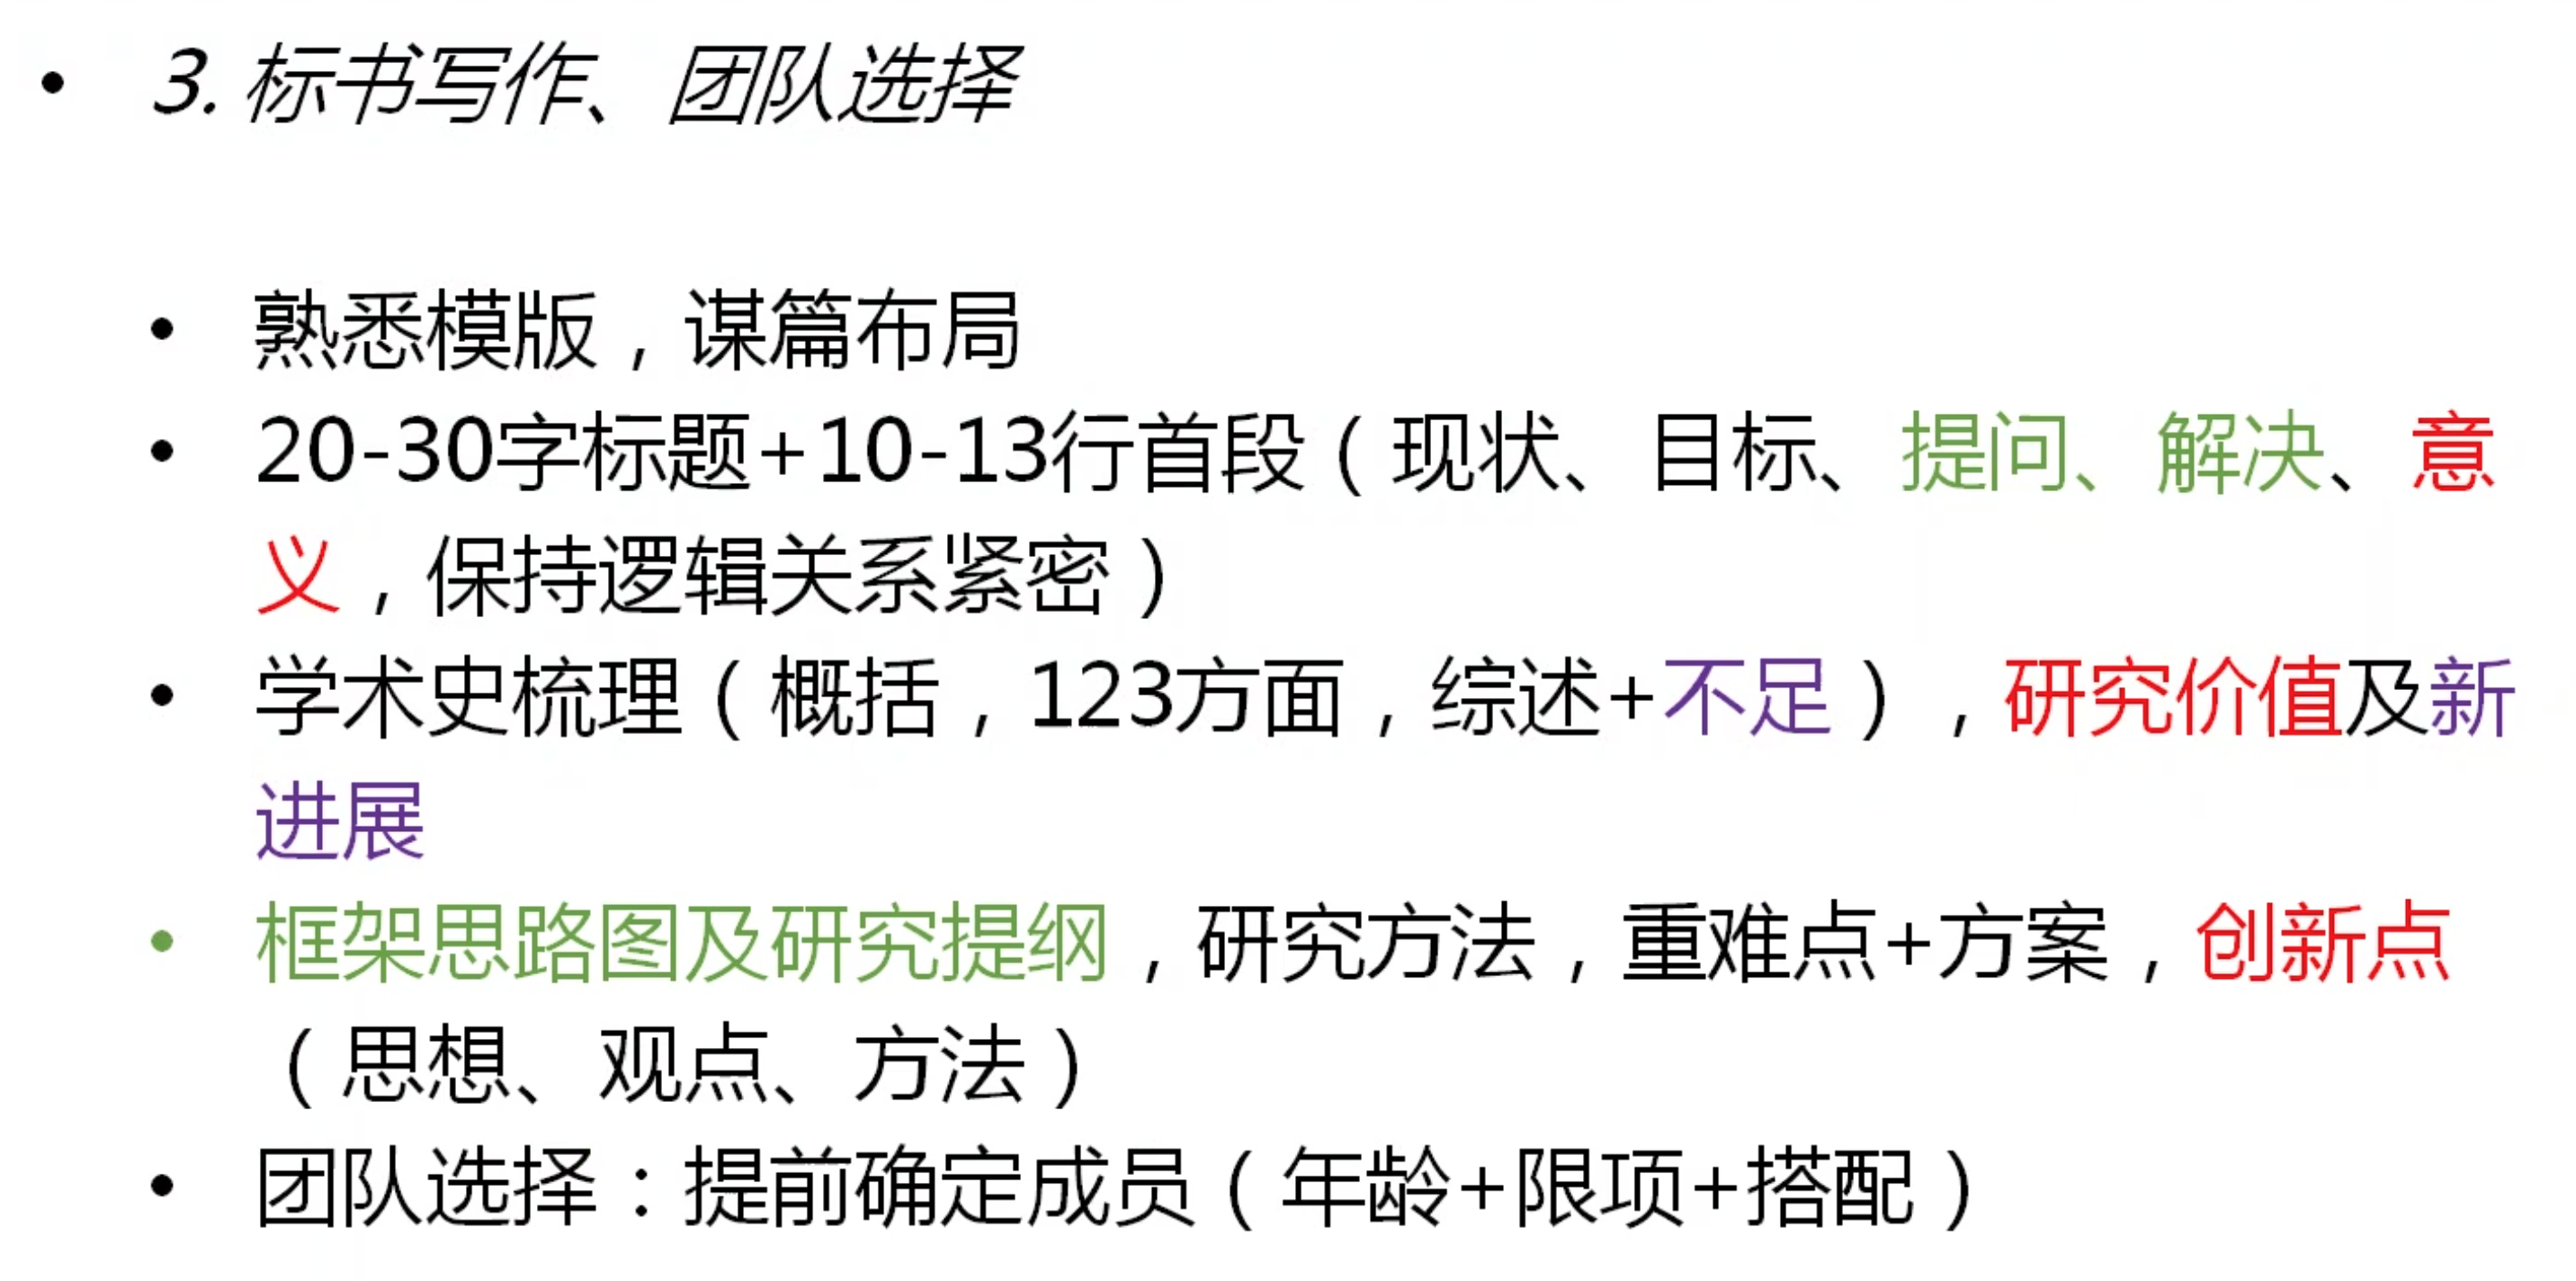 • 3. 标书写作、团队选择
• 熟悉模版，谋篇布局
• 20-30字标题+10-13行首段（现状、目标、提问、解决、意
义，保持逻辑关系紧密）
• 学术史梳理（概括，123方面，综述+不足），研究价值及新
进展
• 框架思路图及研究提纲，研究方法，重难点+方案，创新点
（思想、观点、方法）
• 团队选择：提前确定成员（年龄+限项+搭配）